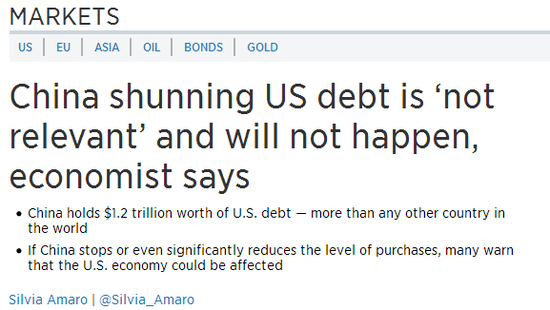 MARKETS
US | EU | ASIA | OIL | BONDS | GOLD
China shunning US debt is ‘not
relevant’ and will not happen,
economist says
• China holds $1.2 trillion worth of U.S. debt — more than any other country in
the world
• If China stops or even significantly reduces the level of purchases, many warn
that the U.S. economy could be affected
Silvia Amaro | @Silvia_Amaro